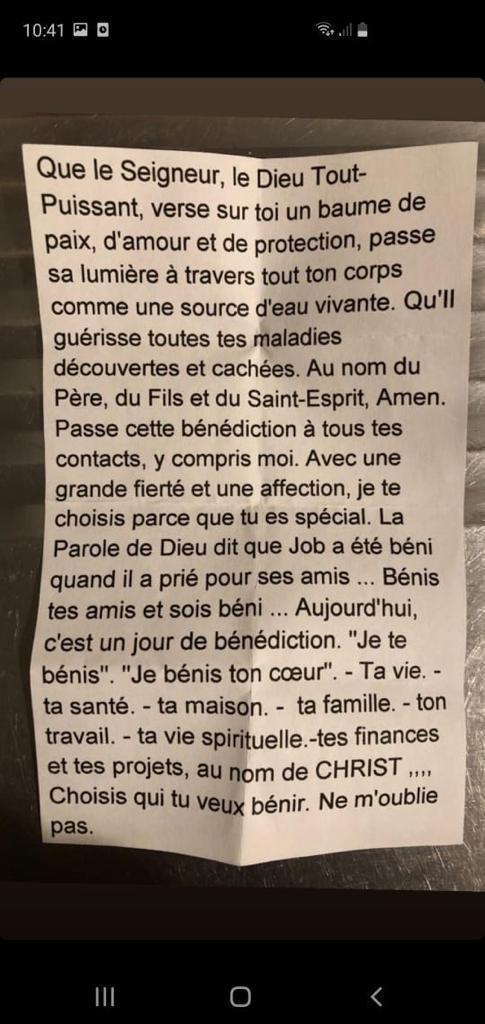 10:41
Que le Seigneur, le Dieu Tout-
Puissant, verse sur toi un baume de
paix, d'amour et de protection, passe
sa lumière à travers tout ton corps
comme une source d'eau vivante. Qu'Il
guérisse toutes tes maladies
découvertes et cachées. Au nom du
Père, du Fils et du Saint-Esprit, Amen.
Passe cette bénédiction à tous tes
contacts, y compris moi. Avec une
grande fierté et une affection, je te
choisis parce que tu es spécial. La
Parole de Dieu dit que Job a été béni
quand il a prié pour ses amis ... Bénis
tes amis et sois béni ... Aujourd'hui,
c'est un jour de bénédiction. "Je te
bénis". "Je bénis ton cœur". - Ta vie. -
ta santé. - ta maison. - ta famille. - ton
travail. - ta vie spirituelle.-tes finances
et tes projets, au nom de CHRIST ,,,,
Choisis qui tu veux bénir. Ne m'oublie
pas.